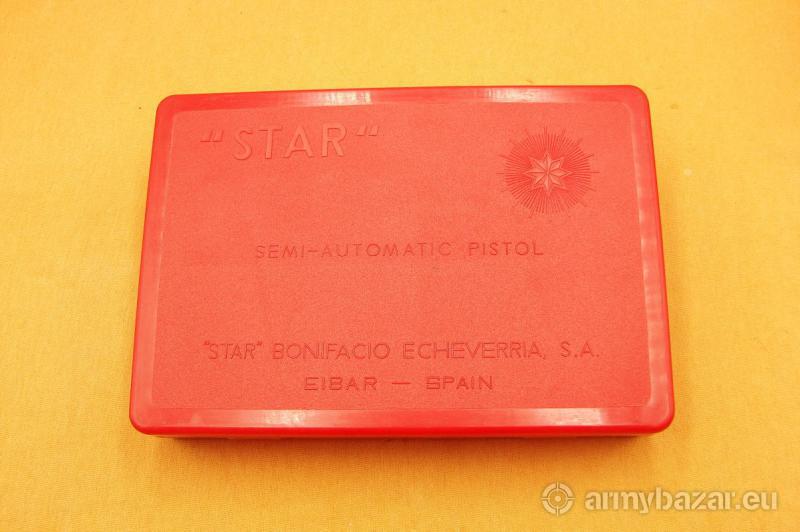 "STAR"
SEMI-AUTOMATIC PISTOL
"STAR" BONIFACIO ECHEVERRIA, S.A.
EIBAR — SPAIN
armybazar.eu